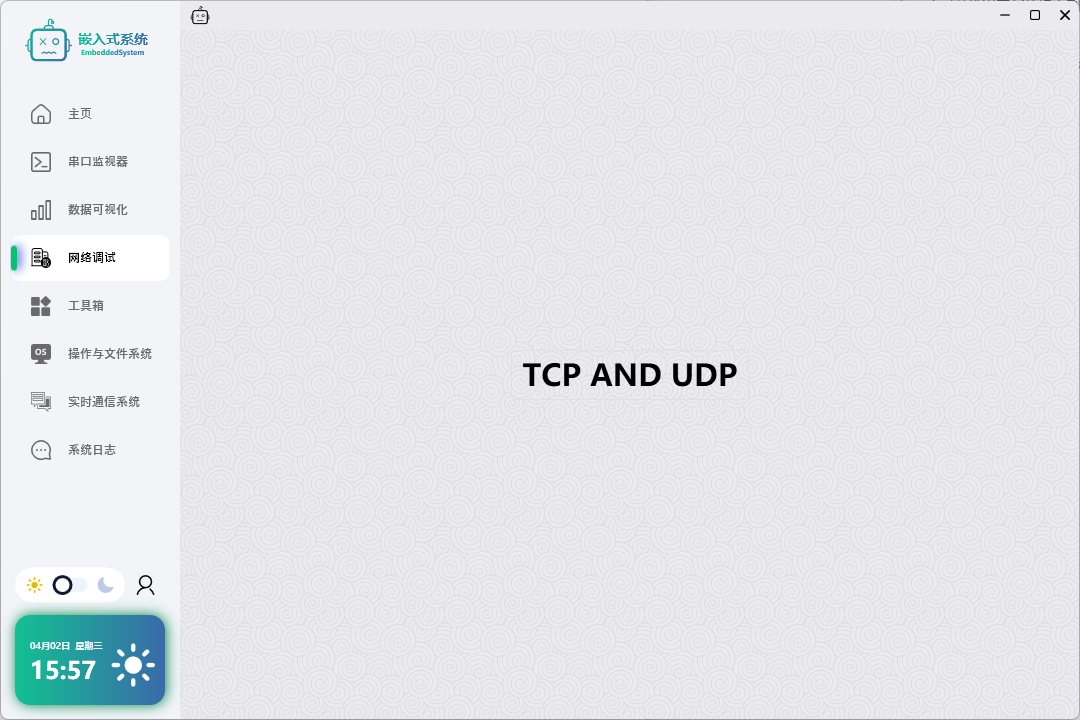 嵌入式系统
EmbeddedSystem
主页
串口监视器
数据可视化
网络调试
工具箱
OS
操作与文件系统
实时通信系统
系统日志
TCP AND UDP
04月02日 星期三
15:57